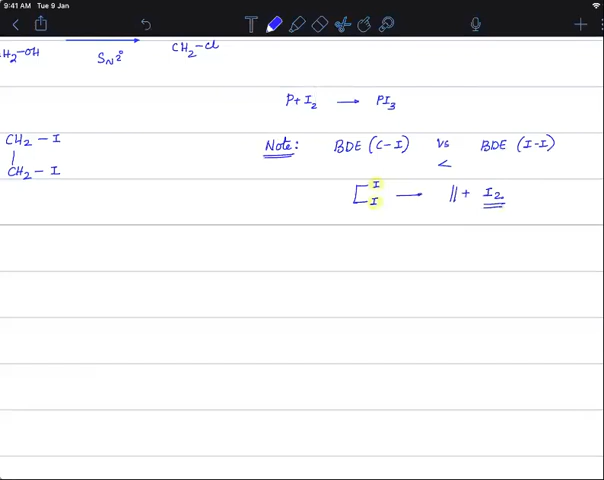 9:41 AM Tue 9 Jan
CH2-OH → CH2-Cl
SN2°
P+I2 → PI3
CH2-I
|
CH2-I
Note: BDE (C-I) vs BDE (I-I)
<
I
I → || + I2